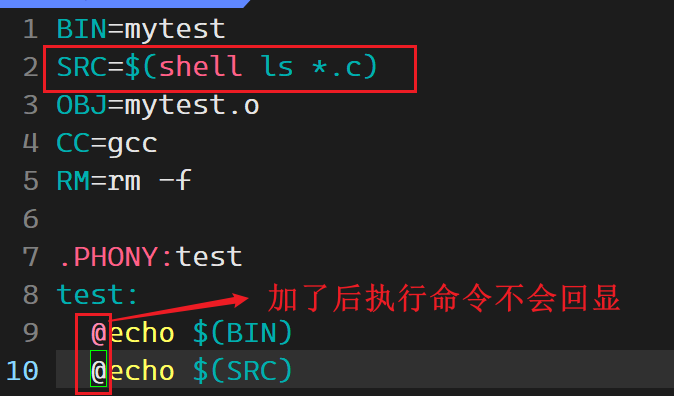 1 BIN=mytest
2 SRC=$(shell ls *.c)
3 OBJ=mytest.o
4 CC=gcc
5 RM=rm -f
6
7 .PHONY:test
8 test: 加了后执行命令不会回显
9 @echo $(BIN)
10 @echo $(SRC)